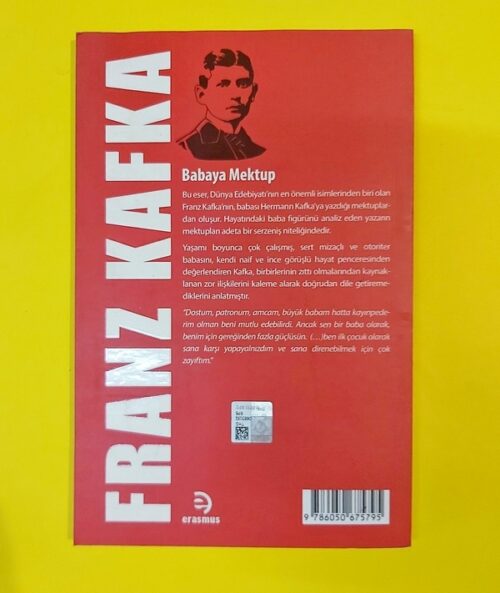 FRANZ KAFKA
Babaya Mektup
Bu eser, Dünya Edebiyatı'nın en önemli isimlerinden biri olan
Franz Kafka'nın, babası Hermann Kafka'ya yazdığı mektuplar-
dan oluşur. Hayatındaki baba figürünü analiz eden yazarın
mektupları adeta bir serzeniş niteliğindedir.
Yaşamı boyunca çok çalışmış, sert mizaçlı ve otoriter
babasını, kendi naif ve ince görüşlü hayat penceresinden
değerlendiren Kafka, birbirlerinin zıttı olmalarından kaynak-
lanan zor ilişkilerini kaleme alarak doğrudan dile getireme-
diklerini anlatmıştır.
"Dostum, patronum, amcam, büyük babam hatta kayınpede-
rim olman beni mutlu edebilirdi. Ancak sen bir baba olarak,
benim için gereğinden fazla güçlüsün. (…)ben ilk çocuk olarak
sana karşı yapayalnızdım ve sana direnebilmek için çok
zayıftım."
erasmus
9 786050 675795